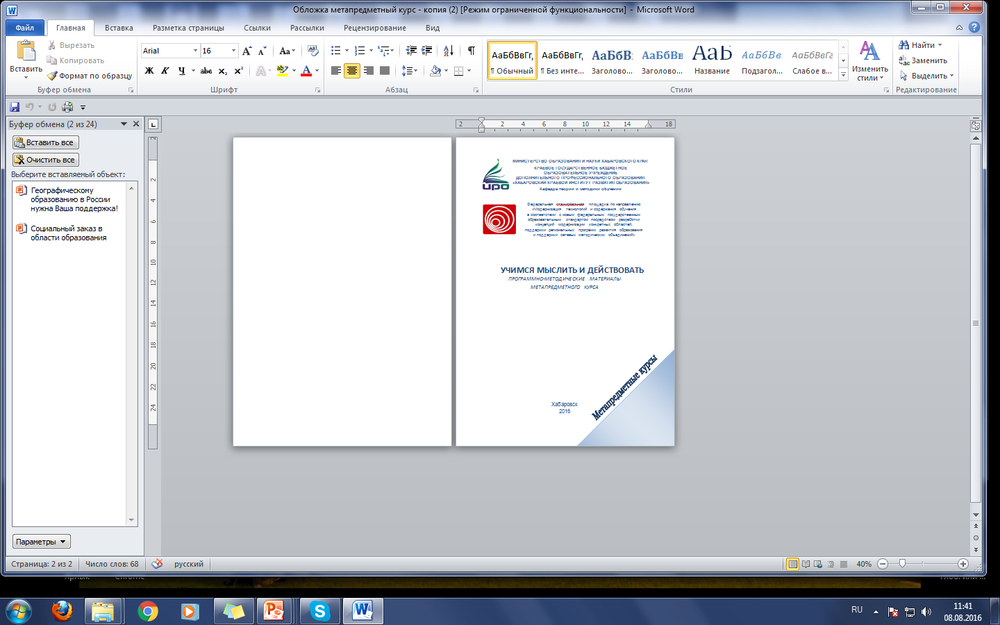 Обложка метапредметный курс - копия (2) [Режим ограниченной функциональности] - Microsoft Word
Файл Главная Вставка Разметка страницы Ссылки Рассылки Рецензирование Вид
Вставить
Вырезать
Копировать
Формат по образцу
Буфер обмена
Arial 16
Ж К Ч abc x₂ x²
Шрифт
Абзац
АаБбВвГг, АаБбВвГг, АаБбВ АаБбВв АаБ АаБбВв. АаБбВвГг
¶ Обычный ¶ Без инте... Заголово... Заголово... Название Подзагол... Слабое в...
Стили
Изменить
стили
Найти
Заменить
Выделить
Редактирование
Буфер обмена (2 из 24)
Вставить все
Очистить все
Выберите вставляемый объект:
Географическому
образованию в России
нужна Ваша поддержка!
Социальный заказ в
области образования
Параметры
2 2 4 6 8 10 12 14 18
2 2 4 6 8 10 12 14 16 18 20 22 24
МИНИСТЕРСТВО ОБРАЗОВАНИЯ И НАУКИ ХАБАРОВСКОГО КРАЯ
КРАЕВОЕ ГОСУДАРСТВЕННОЕ БЮДЖЕТНОЕ
ОБРАЗОВАТЕЛЬНОЕ УЧРЕЖДЕНИЕ
ДОПОЛНИТЕЛЬНОГО ПРОФЕССИОНАЛЬНОГО ОБРАЗОВАНИЯ
«ХАБАРОВСКИЙ КРАЕВОЙ ИНСТИТУТ РАЗВИТИЯ ОБРАЗОВАНИЯ»
Кафедра теории и методики обучения
ИРО
Федеральная стажировочная площадка по направлению
«Модернизация технологий и содержания обучения
в соответствии с новым федеральным государственным
образовательным стандартом посредством разработки
концепций модернизации конкретных областей,
поддержки региональных программ развития образования
и поддержки сетевых методических объединений»
УЧИМСЯ МЫСЛИТЬ И ДЕЙСТВОВАТЬ
ПРОГРАММНО-МЕТОДИЧЕСКИЕ МАТЕРИАЛЫ
МЕТАПРЕДМЕТНОГО КУРСА
Метапредметные курсы
Хабаровск
2016
Страница: 2 из 2 Число слов: 68 русский 40%
Ярлык Chrome
RU 11:41
08.08.2016